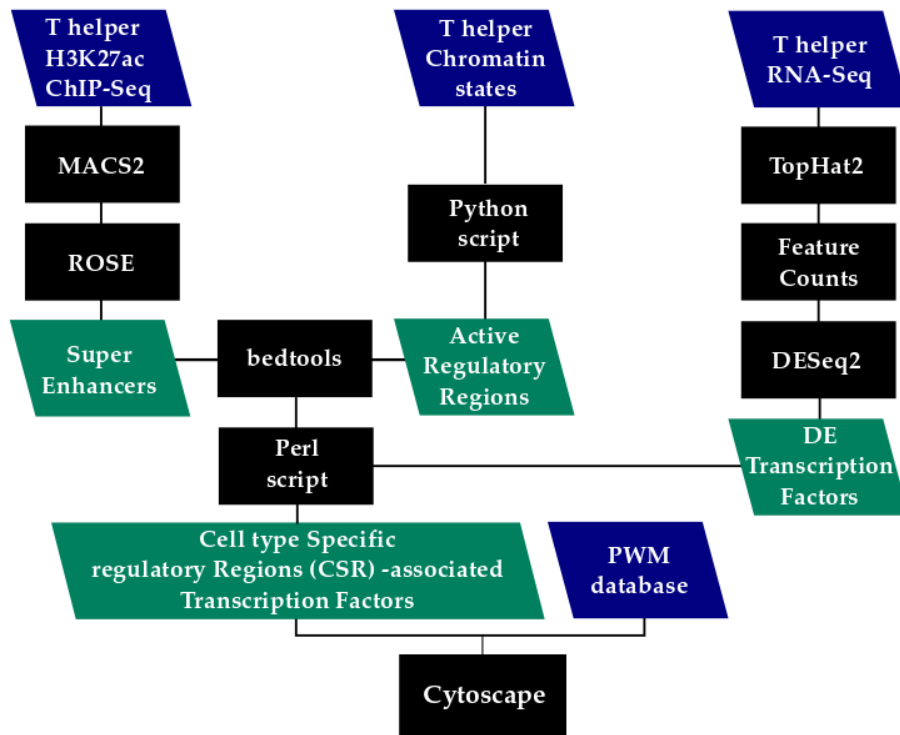 T helper
H3K27ac
ChIP-Seq
T helper
Chromatin
states
T helper
RNA-Seq
MACS2
TopHat2
Python
script
ROSE
Feature
Counts
Super
Enhancers
bedtools
Active
Regulatory
Regions
DESeq2
Perl
script
DE
Transcription
Factors
Cell type Specific
regulatory Regions (CSR) -associated
Transcription Factors
PWM
database
Cytoscape